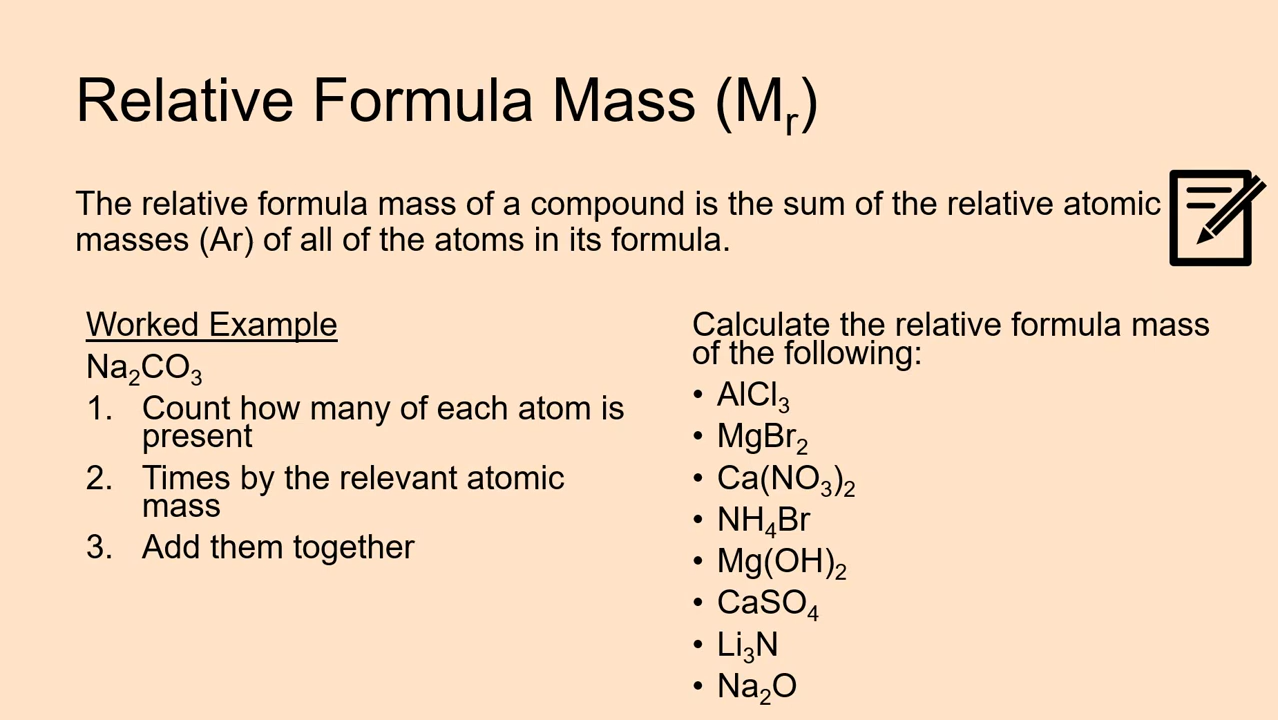 Relative Formula Mass (Mᵣ)
The relative formula mass of a compound is the sum of the relative atomic
masses (Ar) of all of the atoms in its formula.
Worked Example
Na₂CO₃
1. Count how many of each atom is
present
2. Times by the relevant atomic
mass
3. Add them together
Calculate the relative formula mass
of the following:
• AlCl₃
• MgBr₂
• Ca(NO₃)₂
• NH₄Br
• Mg(OH)₂
• CaSO₄
• Li₃N
• Na₂O